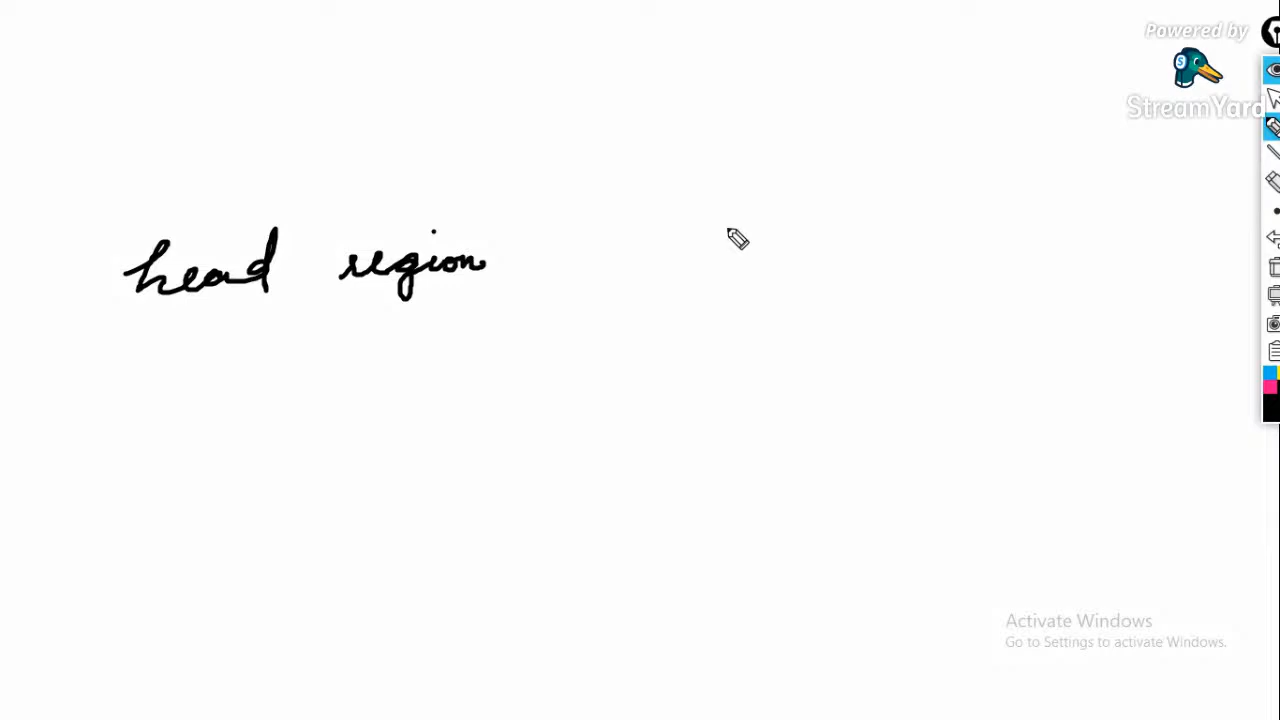 Powered by
StreamYard
head region
Activate Windows
Go to Settings to activate Windows.